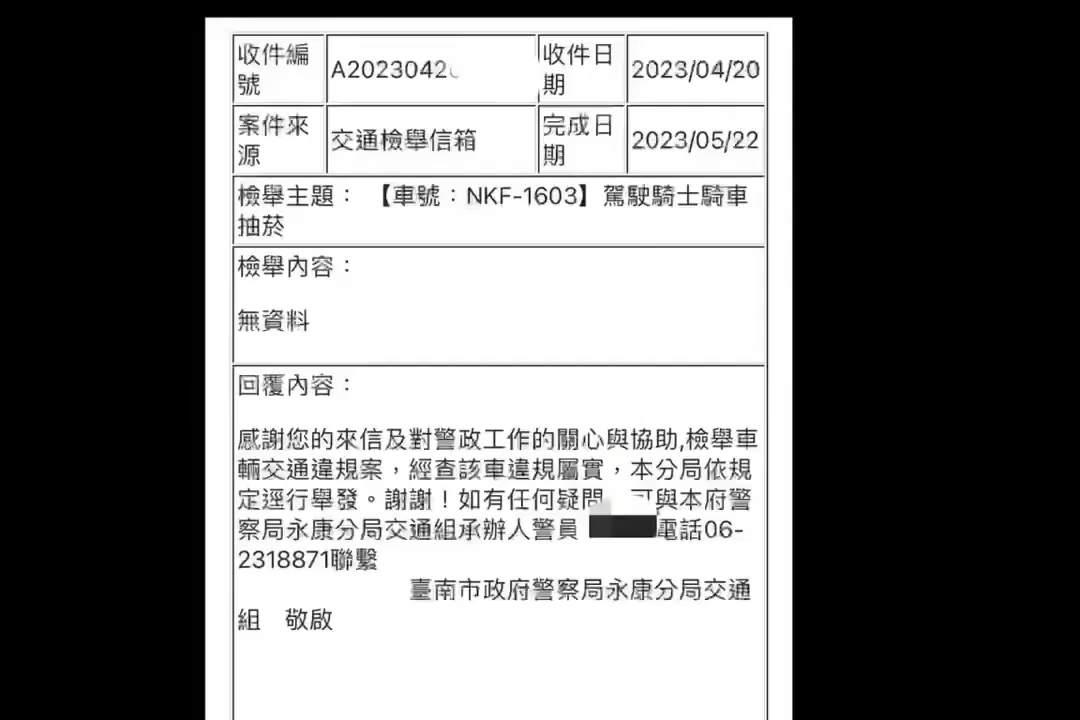 收件編號
A2023042
收件日期
2023/04/20
案件來源
交通檢舉信箱
完成日期
2023/05/22
檢舉主題： 【車號：NKF-1603】駕駛騎士騎車
抽菸
檢舉內容：
無資料
回覆內容：
感謝您的來信及對警政工作的關心與協助,檢舉車
輛交通違規案，經查該車違規屬實，本分局依規
定逕行舉發。謝謝！如有任何疑問 可與本府警
察局永康分局交通組承辦人警員 電話06-
2318871聯繫
臺南市政府警察局永康分局交通
組 敬啟